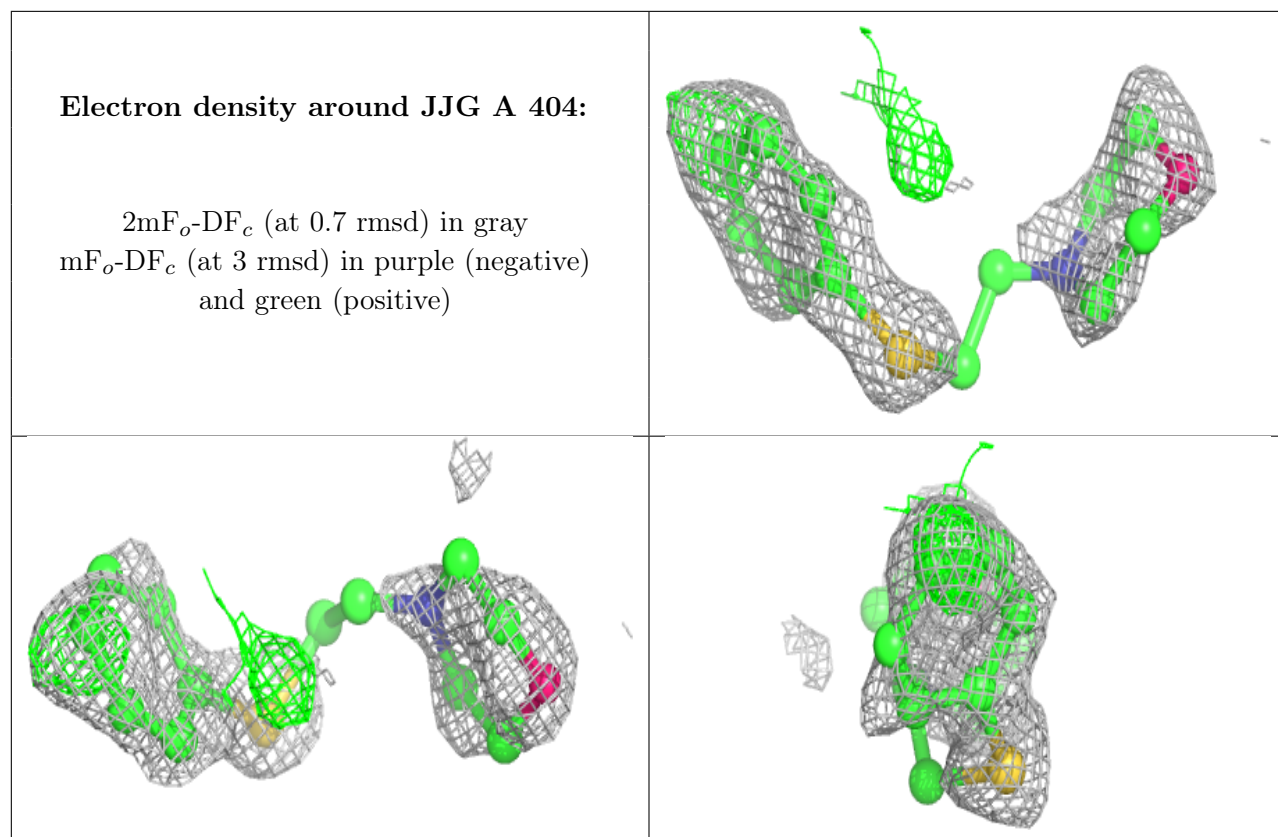 Electron density around JJG A 404:
2mFo-DFc (at 0.7 rmsd) in gray
mFo-DFc (at 3 rmsd) in purple (negative)
and green (positive)